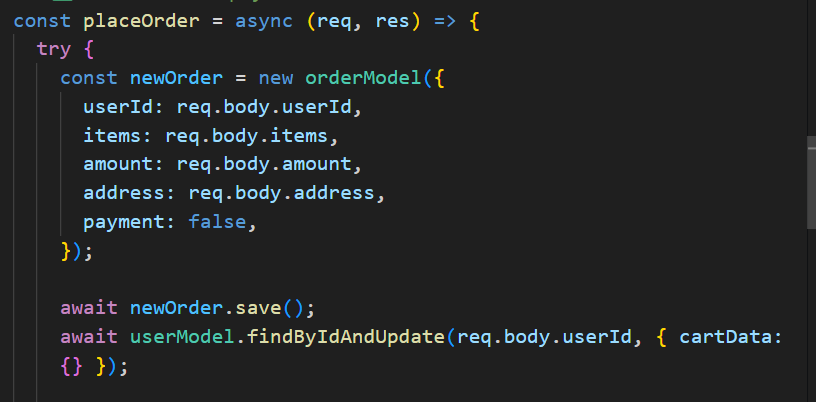 const placeOrder = async (req, res) => {
  try {
    const newOrder = new orderModel({
      userId: req.body.userId,
      items: req.body.items,
      amount: req.body.amount,
      address: req.body.address,
      payment: false,
    });

    await newOrder.save();
    await userModel.findByIdAndUpdate(req.body.userId, { cartData:
    {} });